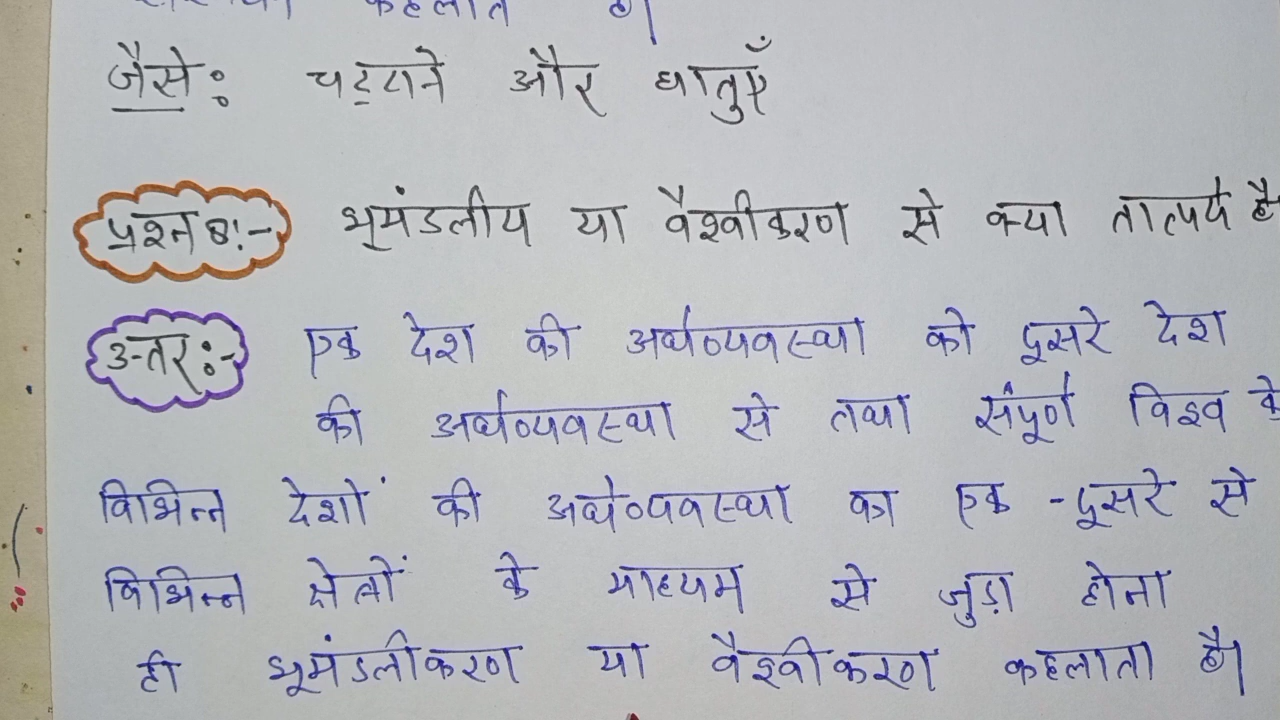 कहलाते है।
जैसे: चट्टाने और धातुएँ
प्रश्न 8:- भूमंडलीय या वैश्वीकरण से क्या तात्पर्य है
उत्तर:- एक देश की अर्थव्यवस्था को दूसरे देश
की अर्थव्यवस्था से तथा संपूर्ण विश्व के
विभिन्न देशों की अर्थव्यवस्था का एक -दूसरे से
विभिन्न क्षेत्रों के माध्यम से जुड़ा होना
ही भूमंडलीकरण या वैश्वीकरण कहलाता है।